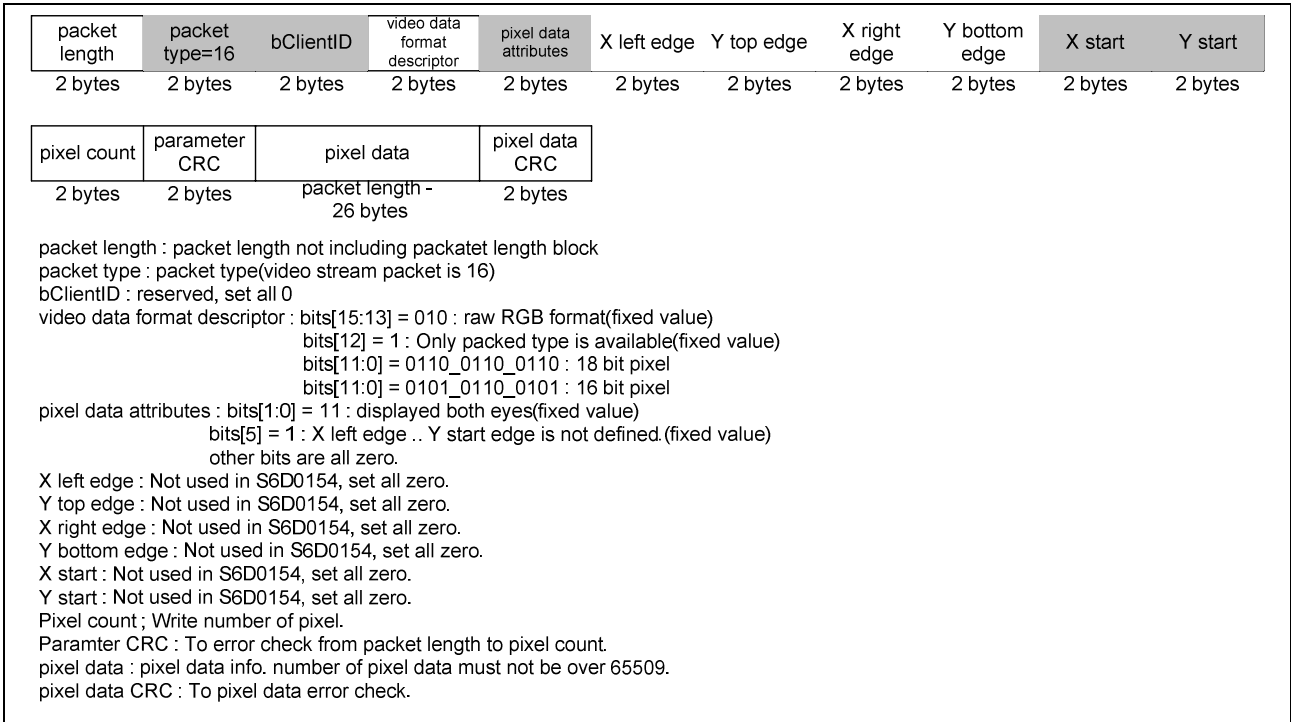 packet length packet type=16 bClientID video data format descriptor pixel data attributes X left edge Y top edge X right edge Y bottom edge X start Y start
2 bytes 2 bytes 2 bytes 2 bytes 2 bytes 2 bytes 2 bytes 2 bytes 2 bytes 2 bytes 2 bytes
pixel count parameter CRC pixel data pixel data CRC
2 bytes 2 bytes packet length - 26 bytes 2 bytes
packet length : packet length not including packatet length block
packet type : packet type(video stream packet is 16)
bClientID : reserved, set all 0
video data format descriptor : bits[15:13] = 010 : raw RGB format(fixed value)
bits[12] = 1 : Only packed type is available(fixed value)
bits[11:0] = 0110_0110_0110 : 18 bit pixel
bits[11:0] = 0101_0110_0101 : 16 bit pixel
pixel data attributes : bits[1:0] = 11 : displayed both eyes(fixed value)
bits[5] = 1 : X left edge .. Y start edge is not defined.(fixed value)
other bits are all zero.
X left edge : Not used in S6D0154, set all zero.
Y top edge : Not used in S6D0154, set all zero.
X right edge : Not used in S6D0154, set all zero.
Y bottom edge : Not used in S6D0154, set all zero.
X start : Not used in S6D0154, set all zero.
Y start : Not used in S6D0154, set all zero.
Pixel count ; Write number of pixel.
Paramter CRC : To error check from packet length to pixel count.
pixel data : pixel data info. number of pixel data must not be over 65509.
pixel data CRC : To pixel data error check.